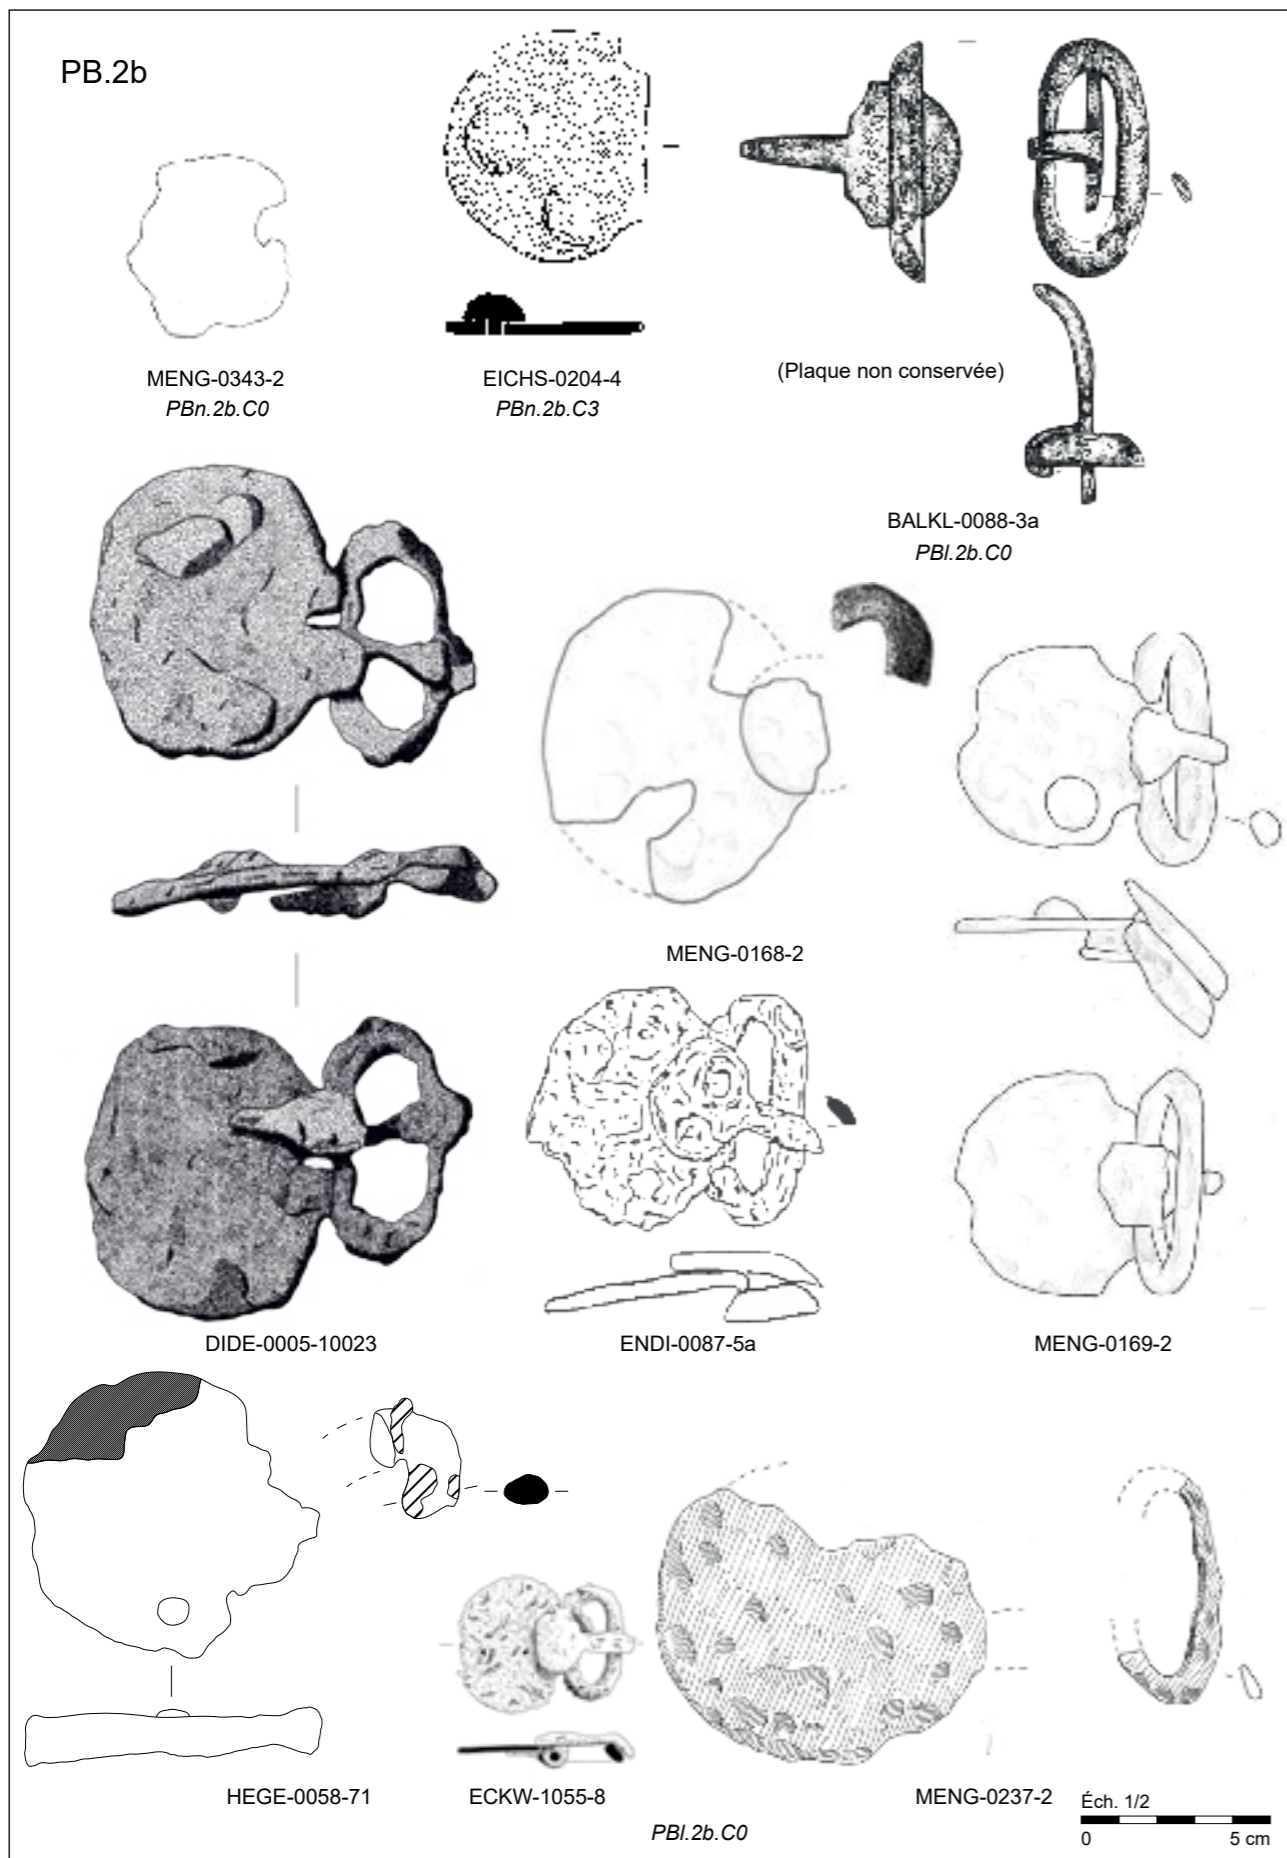 PB.2b
MENG-0343-2
PBn.2b.C0
EICHS-0204-4
PBn.2b.C3
(Plaque non conservée)
BALKL-0088-3a
PBl.2b.C0
MENG-0168-2
DIDE-0005-10023
ENDI-0087-5a
MENG-0169-2
HEGE-0058-71
ECKW-1055-8
MENG-0237-2
PBl.2b.C0
Éch. 1/2
0 5 cm